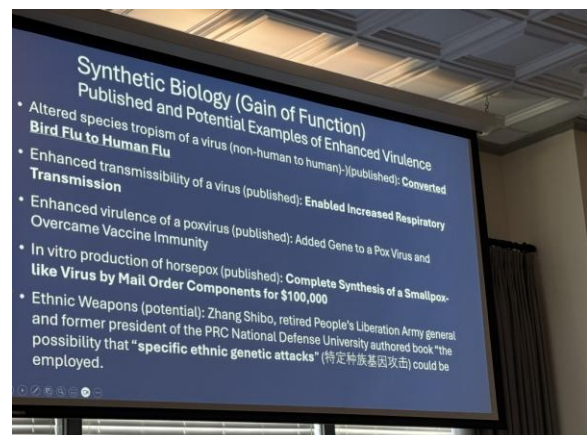 Synthetic Biology (Gain of Function)
Published and Potential Examples of Enhanced Virulence
• Altered species tropism of a virus (non-human to human)-)(published): Converted
Bird Flu to Human Flu
• Enhanced transmissibility of a virus (published): Enabled Increased Respiratory
Transmission
• Enhanced virulence of a poxvirus (published): Added Gene to a Pox Virus and
Overcame Vaccine Immunity
• In vitro production of horsepox (published): Complete Synthesis of a Smallpox-
like Virus by Mail Order Components for $100,000
• Ethnic Weapons (potential): Zhang Shibo, retired People's Liberation Army general
and former president of the PRC National Defense University authored book "the
possibility that "specific ethnic genetic attacks" (特定种族基因攻击) could be
employed.